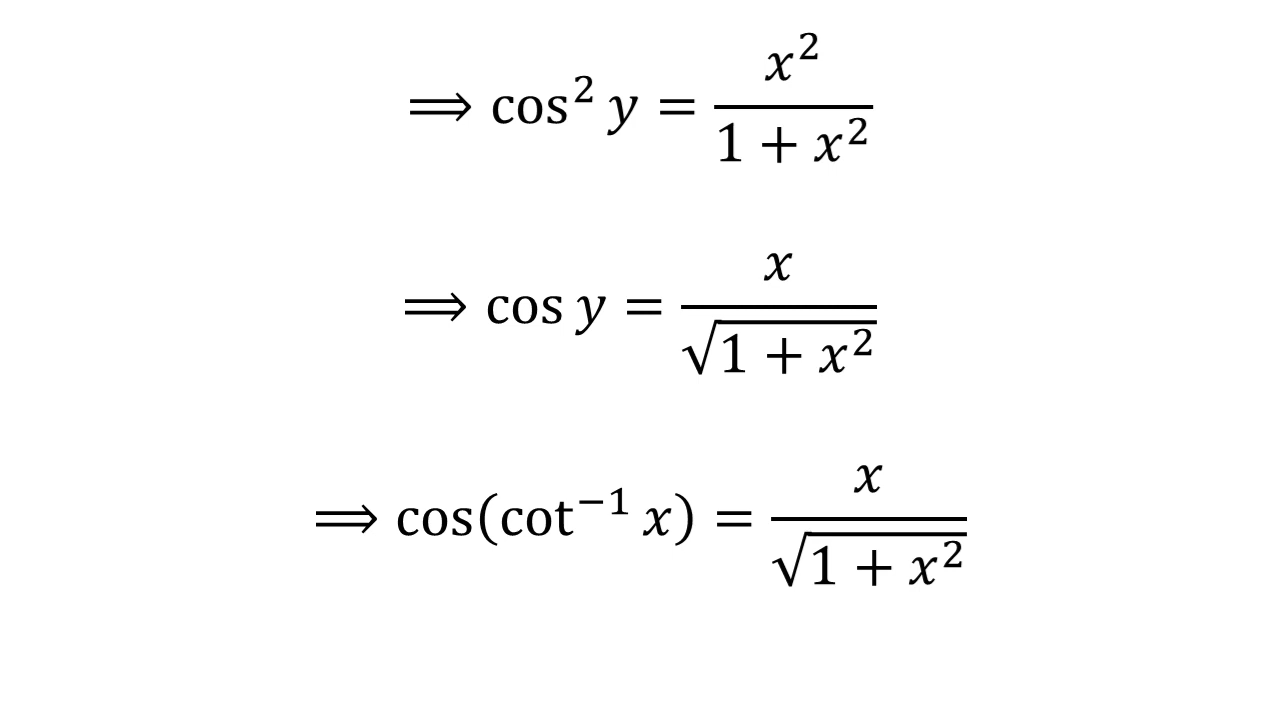 ⟹ cos² y = x² / (1 + x²)
⟹ cos y = x / √(1 + x²)
⟹ cos(cot⁻¹ x) = x / √(1 + x²)